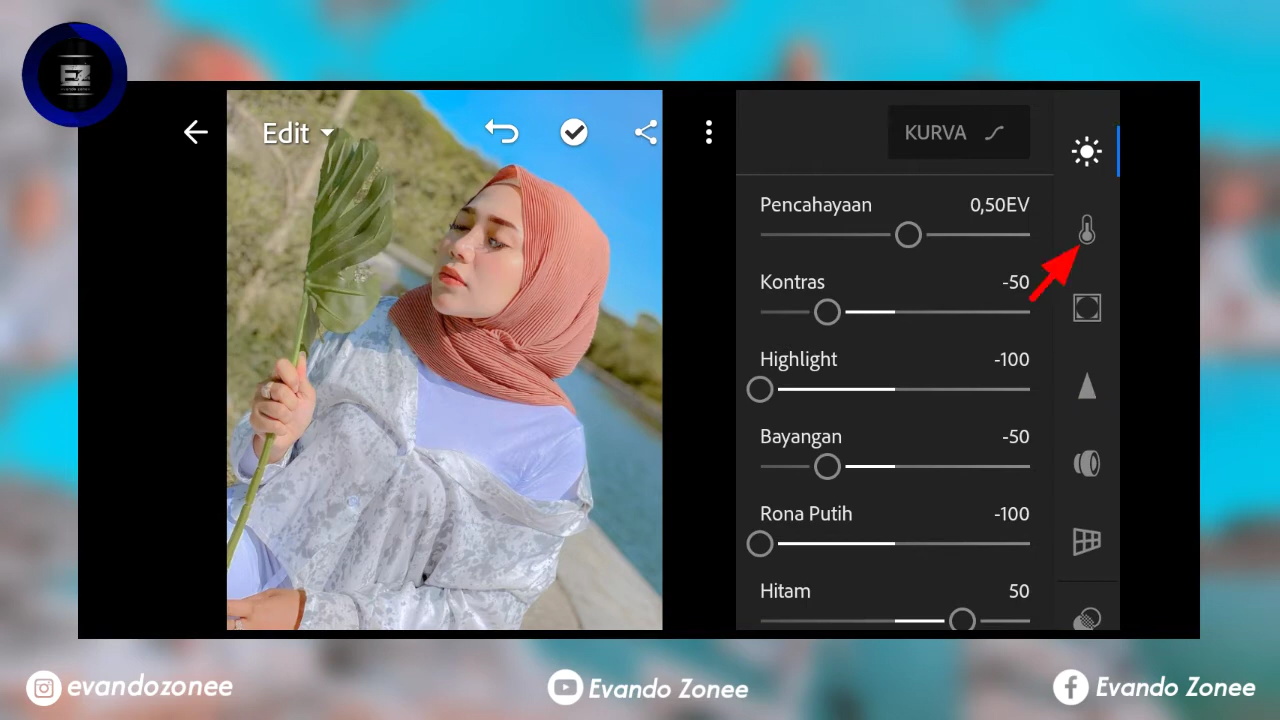 EZ
Edit
KURVA
Pencahayaan 0,50EV
Kontras -50
Highlight -100
Bayangan -50
Rona Putih -100
Hitam 50
evandozonee
Evando Zonee
Evando Zonee